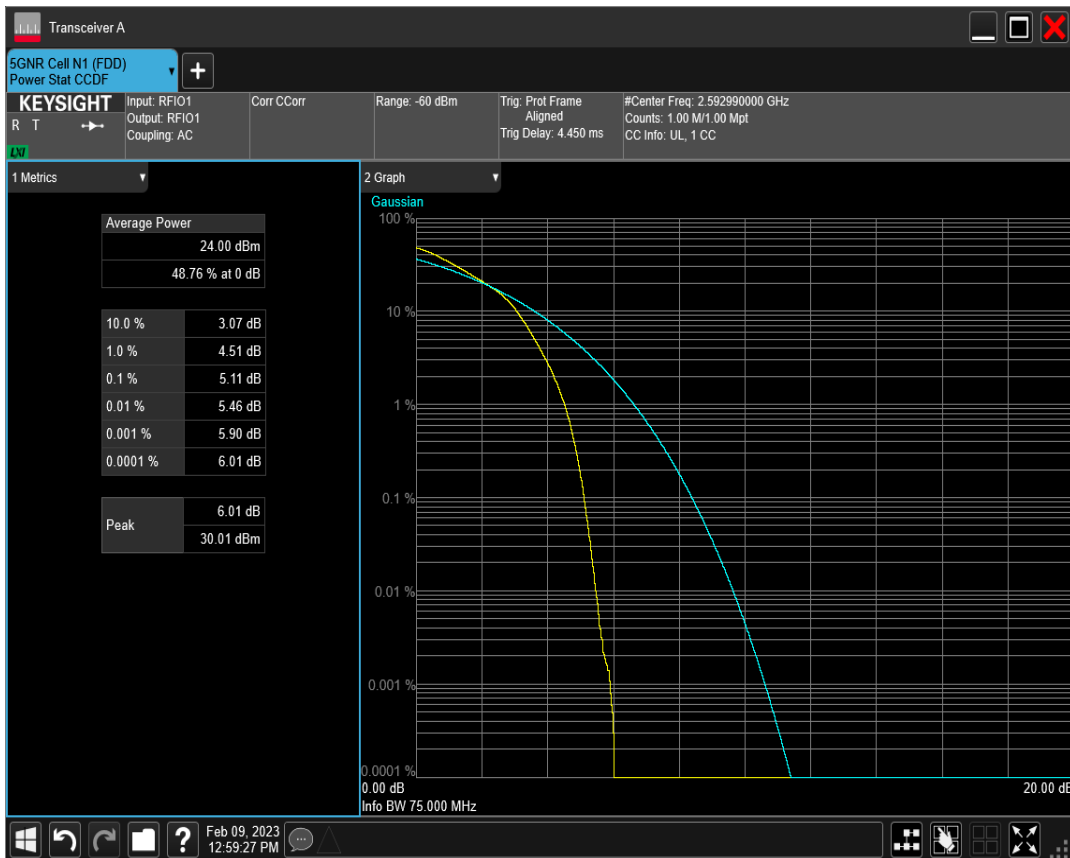 Transceiver A
5GNR Cell N1 (FDD)
Power Stat CCDF
KEYSIGHT
R T
LXI
Input: RFIO1
Output: RFIO1
Coupling: AC
Corr CCorr
Range: -60 dBm
Trig: Prot Frame
Aligned
Trig Delay: 4.450 ms
#Center Freq: 2.592990000 GHz
Counts: 1.00 M/1.00 Mpt
CC Info: UL, 1 CC
1 Metrics
Average Power
24.00 dBm
48.76 % at 0 dB
10.0 % 3.07 dB
1.0 % 4.51 dB
0.1 % 5.11 dB
0.01 % 5.46 dB
0.001 % 5.90 dB
0.0001 % 6.01 dB
Peak
6.01 dB
30.01 dBm
2 Graph
Gaussian
100 %
10 %
1 %
0.1 %
0.01 %
0.001 %
0.0001 %
0.00 dB 20.00 dB
Info BW 75.000 MHz
Feb 09, 2023
12:59:27 PM